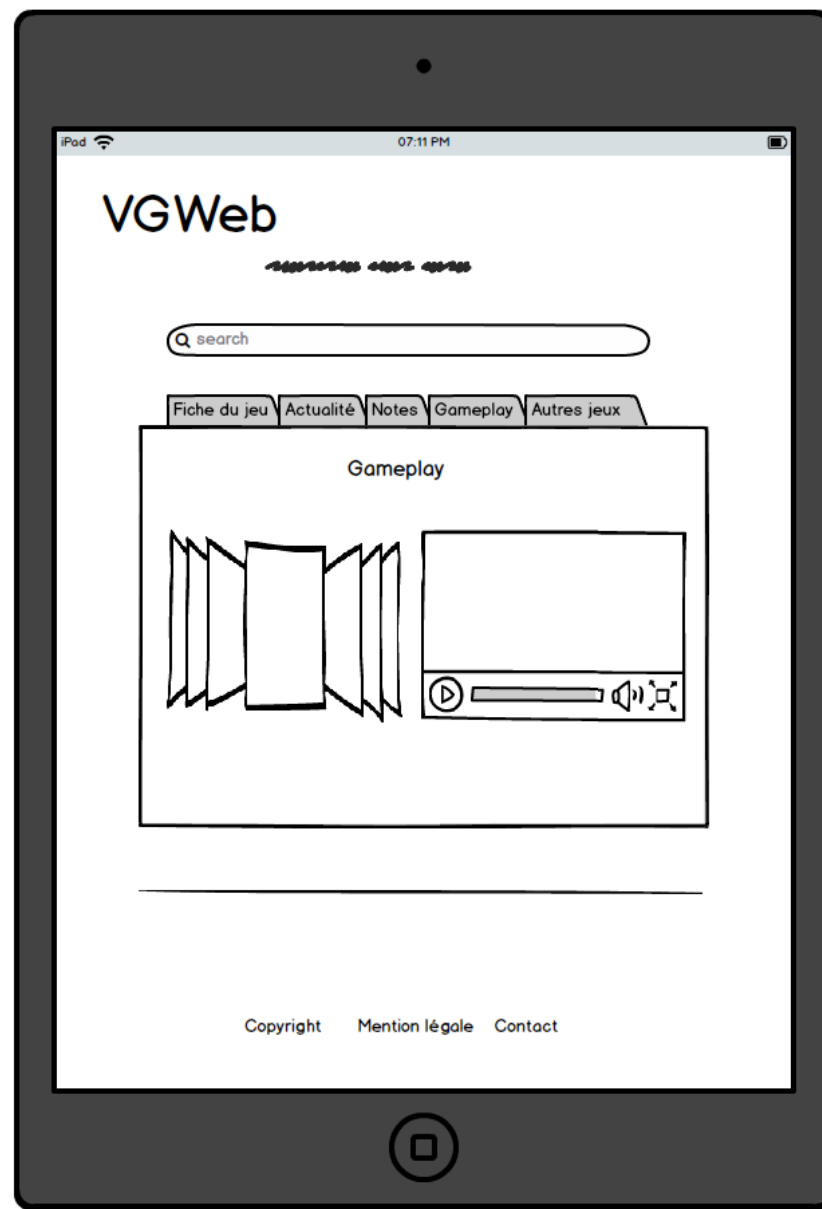 iPad 07:11 PM
VGWeb
search
Fiche du jeu Actualité Notes Gameplay Autres jeux
Gameplay
Copyright Mention légale Contact